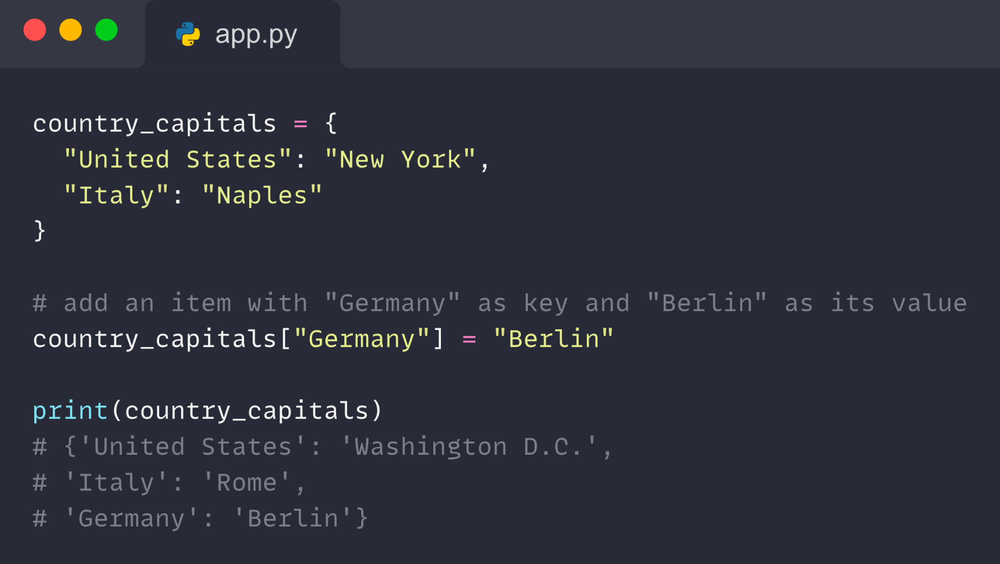 app.py
country_capitals = {
  "United States": "New York",
  "Italy": "Naples"
}
# add an item with "Germany" as key and "Berlin" as its value
country_capitals["Germany"] = "Berlin"
print(country_capitals)
# {'United States': 'Washington D.C.',
# 'Italy': 'Rome',
# 'Germany': 'Berlin'}